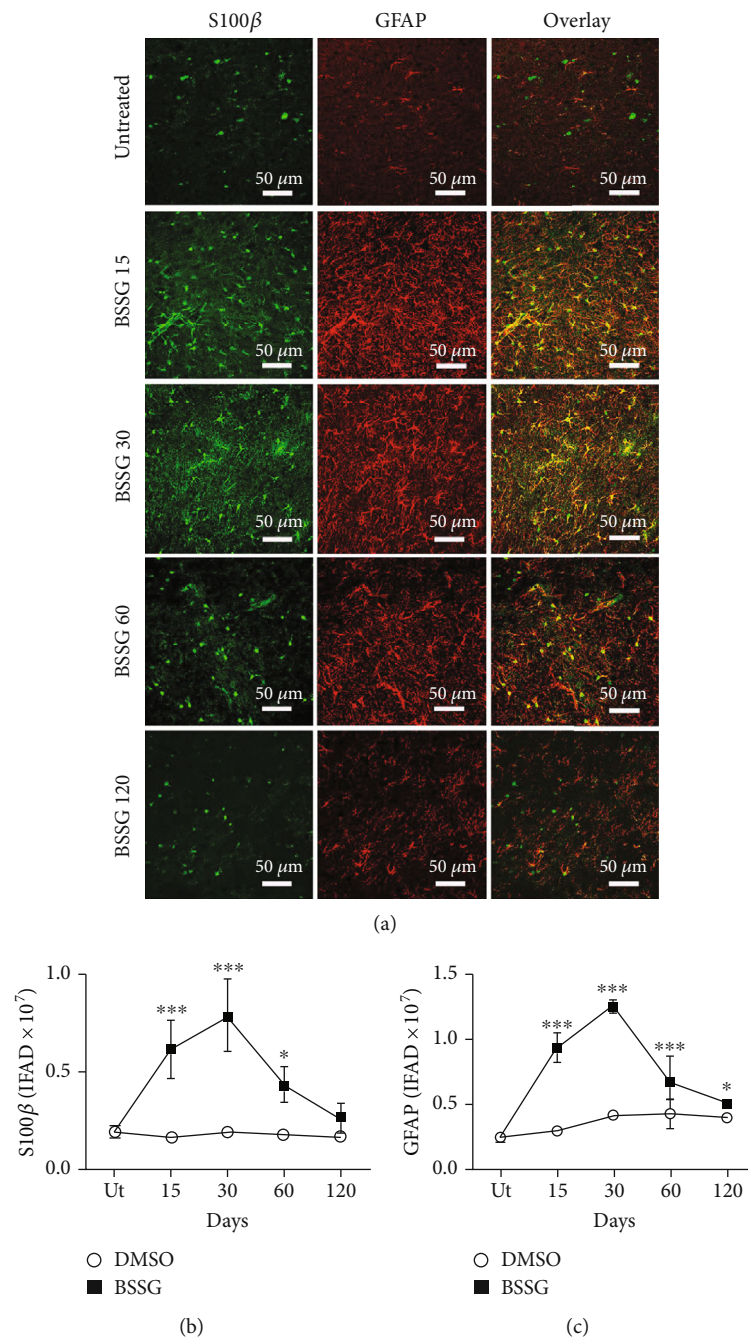 S100β GFAP Overlay
Untreated
50 μm 50 μm 50 μm
BSSG 15
50 μm 50 μm 50 μm
BSSG 30
50 μm 50 μm 50 μm
BSSG 60
50 μm 50 μm 50 μm
BSSG 120
50 μm 50 μm 50 μm
(a)
S100β (IFAD × 10⁷)
1.0
0.5
0.0
*** *** *
Ut 15 30 60 120
Days
DMSO
BSSG
(b)
GFAP (IFAD × 10⁷)
1.5
1.0
0.5
0.0
*** *** *** *
Ut 15 30 60 120
Days
DMSO
BSSG
(c)